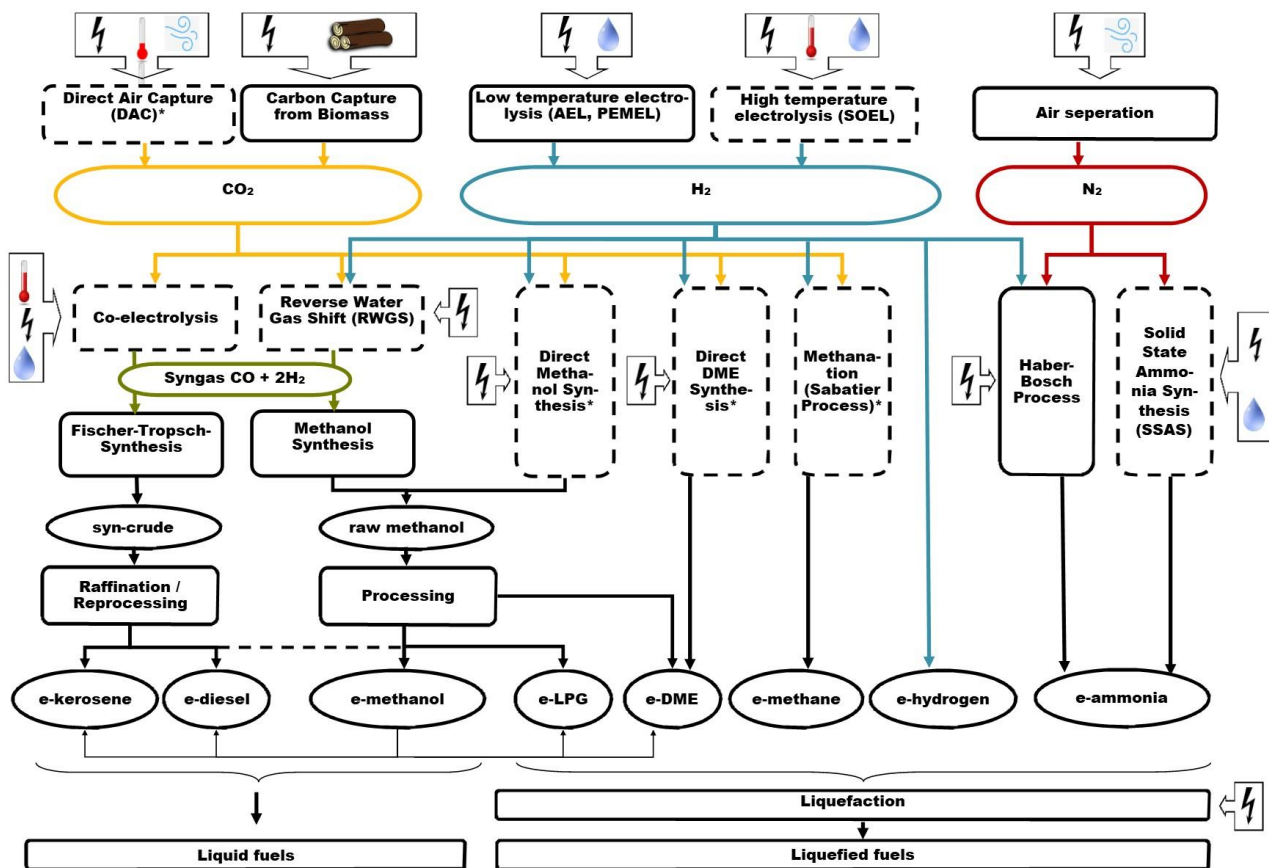 Direct Air Capture
(DAC)*
Carbon Capture
from Biomass
Low temperature electro-
lysis (AEL, PEMEL)
High temperature
electrolysis (SOEL)
Air seperation
CO₂
H₂
N₂
Co-electrolysis
Reverse Water
Gas Shift (RWGS)
Direct
Metha-
nol Syn-
thesis*
Direct
DME
Synthe-
sis*
Methana-
tion
(Sabatier
Process)*
Haber-
Bosch
Process
Solid
State
Ammo-
nia Syn-
thesis
(SSAS)
Syngas CO + 2H₂
Fischer-Tropsch-
Synthesis
Methanol
Synthesis
syn-crude
raw methanol
Raffination /
Reprocessing
Processing
e-kerosene
e-diesel
e-methanol
e-LPG
e-DME
e-methane
e-hydrogen
e-ammonia
Liquefaction
Liquid fuels
Liquefied fuels